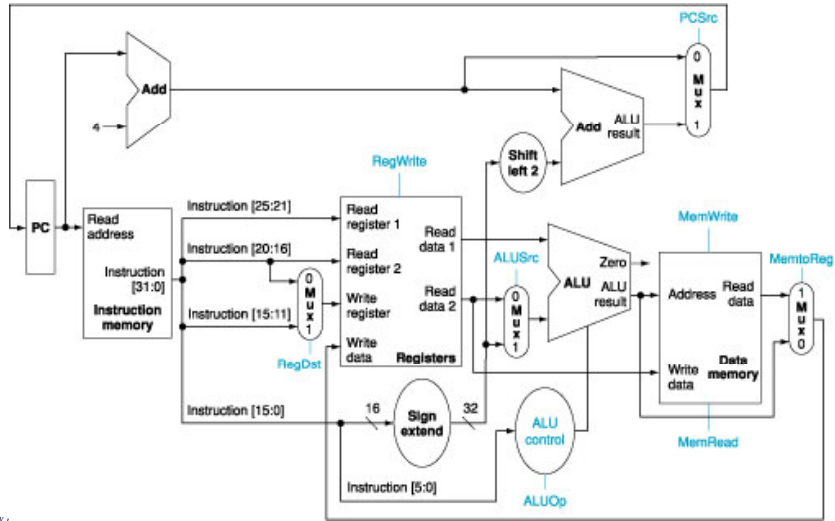 PCSrc
0
M
u
x
1
Add
4
Add
ALU
result
Shift
left 2
RegWrite
PC
Read
address
Instruction
[31:0]
Instruction
memory
Instruction [25:21]
Instruction [20:16]
Instruction [15:11]
0
M
u
x
1
RegDst
Read
register 1
Read
register 2
Write
register
Write
data
Read
data 1
Read
data 2
Registers
ALUSrc
0
M
u
x
1
Zero
ALU
ALU
result
MemWrite
Address
Read
data
Write
data
Data
memory
MemRead
MemtoReg
1
M
u
x
0
Instruction [15:0]
16
Sign
extend
32
ALU
control
ALUOp
Instruction [5:0]